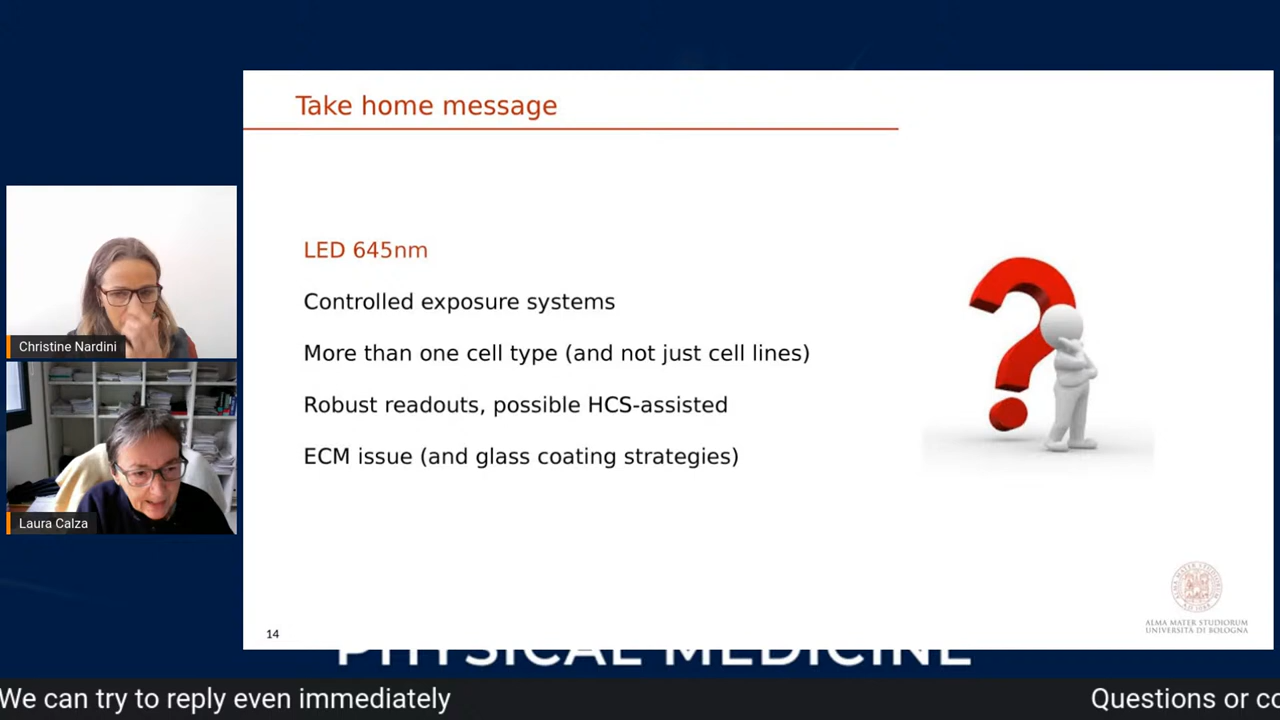 Take home message
LED 645nm
Controlled exposure systems
More than one cell type (and not just cell lines)
Robust readouts, possible HCS-assisted
ECM issue (and glass coating strategies)
Christine Nardini
Laura Calza
ALMA MATER STUDIORUM
UNIVERSITÀ DI BOLOGNA
14
PHYSICAL MEDICINE
We can try to reply even immediately
Questions or co